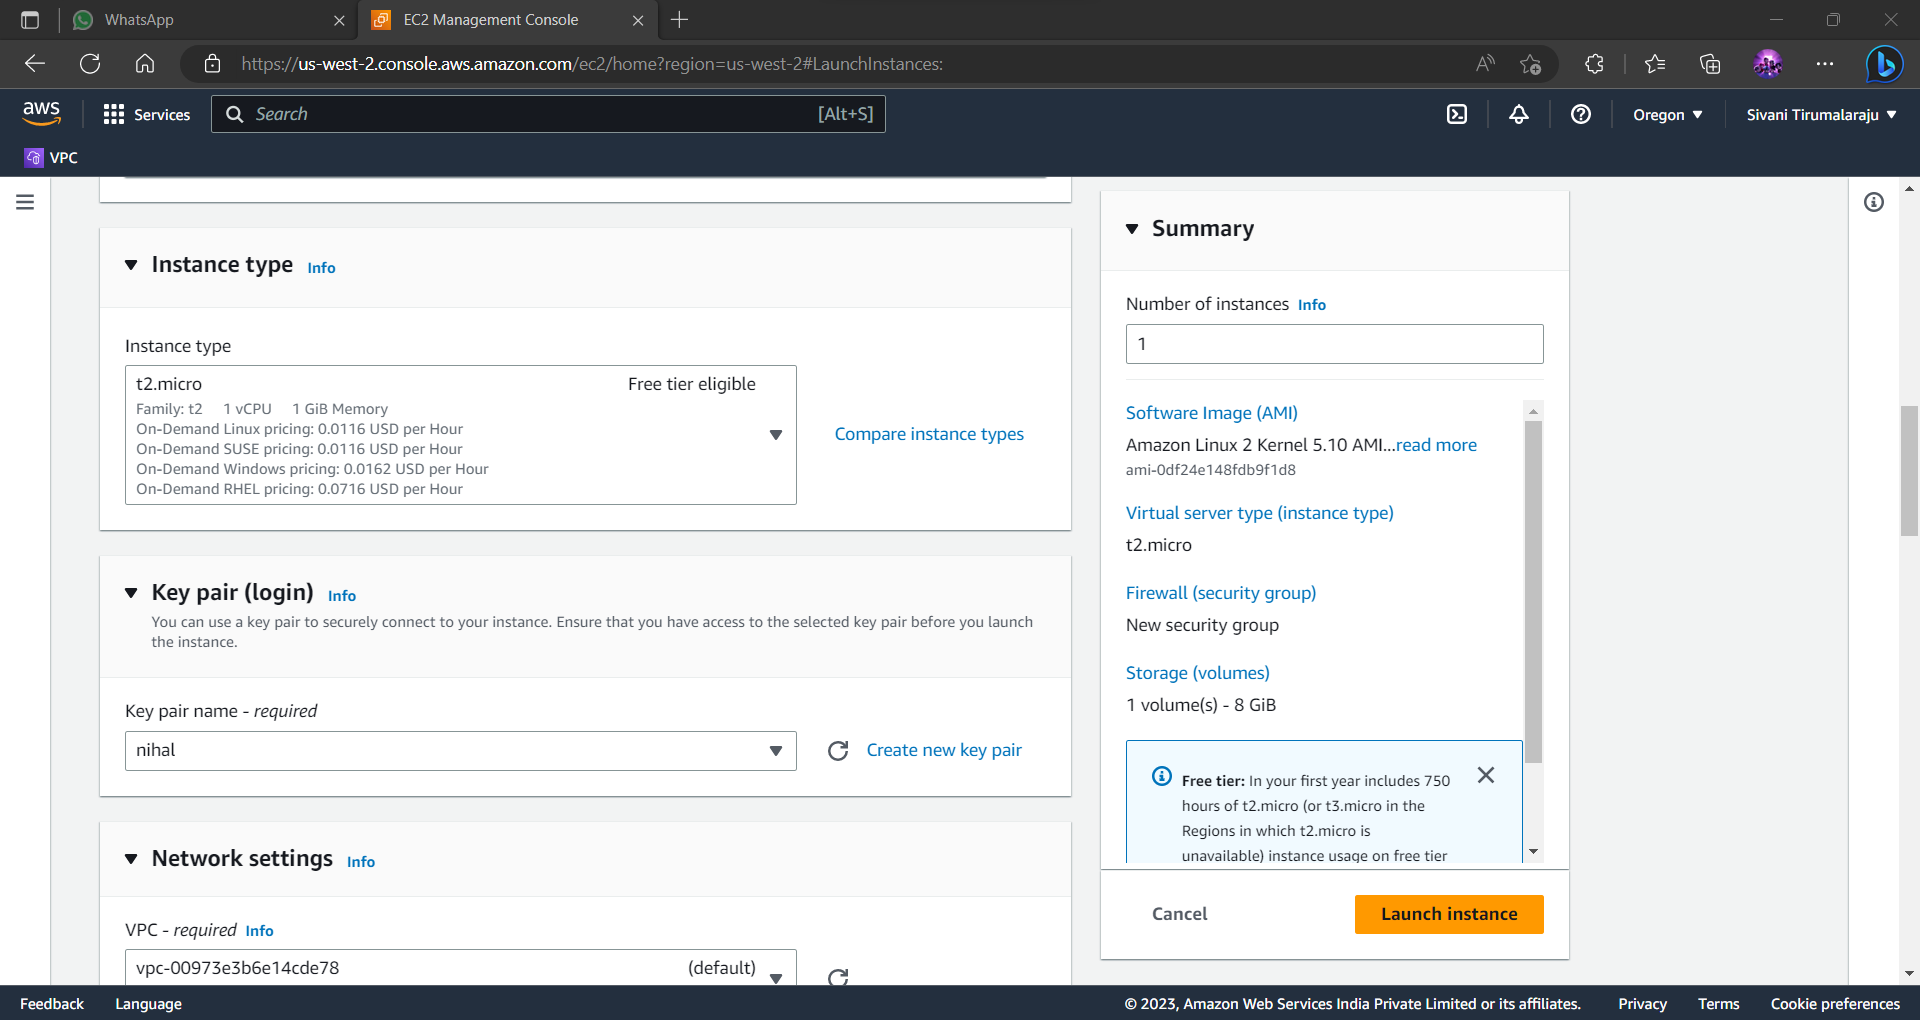 WhatsApp
EC2 Management Console
https://us-west-2.console.aws.amazon.com/ec2/home?region=us-west-2#LaunchInstances:
aws
Services
Search
[Alt+S]
Oregon
Sivani Tirumalaraju
VPC
Instance type Info
Instance type
t2.micro Free tier eligible
Family: t2 1 vCPU 1 GiB Memory
On-Demand Linux pricing: 0.0116 USD per Hour
On-Demand SUSE pricing: 0.0116 USD per Hour
On-Demand Windows pricing: 0.0162 USD per Hour
On-Demand RHEL pricing: 0.0716 USD per Hour
Compare instance types
Key pair (login) Info
You can use a key pair to securely connect to your instance. Ensure that you have access to the selected key pair before you launch
the instance.
Key pair name - required
nihal
Create new key pair
Network settings Info
VPC - required Info
vpc-00973e3b6e14cde78 (default)
Summary
Number of instances Info
1
Software Image (AMI)
Amazon Linux 2 Kernel 5.10 AMI...read more
ami-0df24e148fdb9f1d8
Virtual server type (instance type)
t2.micro
Firewall (security group)
New security group
Storage (volumes)
1 volume(s) - 8 GiB
Free tier: In your first year includes 750
hours of t2.micro (or t3.micro in the
Regions in which t2.micro is
unavailable) instance usage on free tier
Cancel
Launch instance
Feedback
Language
© 2023, Amazon Web Services India Private Limited or its affiliates.
Privacy
Terms
Cookie preferences